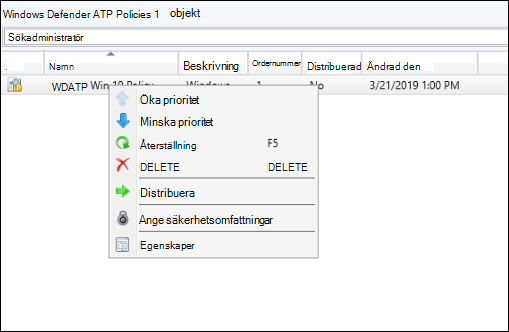 Windows Defender ATP Policies 1 objekt
Sökadministratör
. Namn Beskrivning Ordernummer Distribuerad Ändrad den
WDATP Win 10 Policy Windows 1 No 3/21/2019 1:00 PM
Öka prioritet
Minska prioritet
Återställning F5
DELETE DELETE
Distribuera
Ange säkerhetsomfattningar
Egenskaper